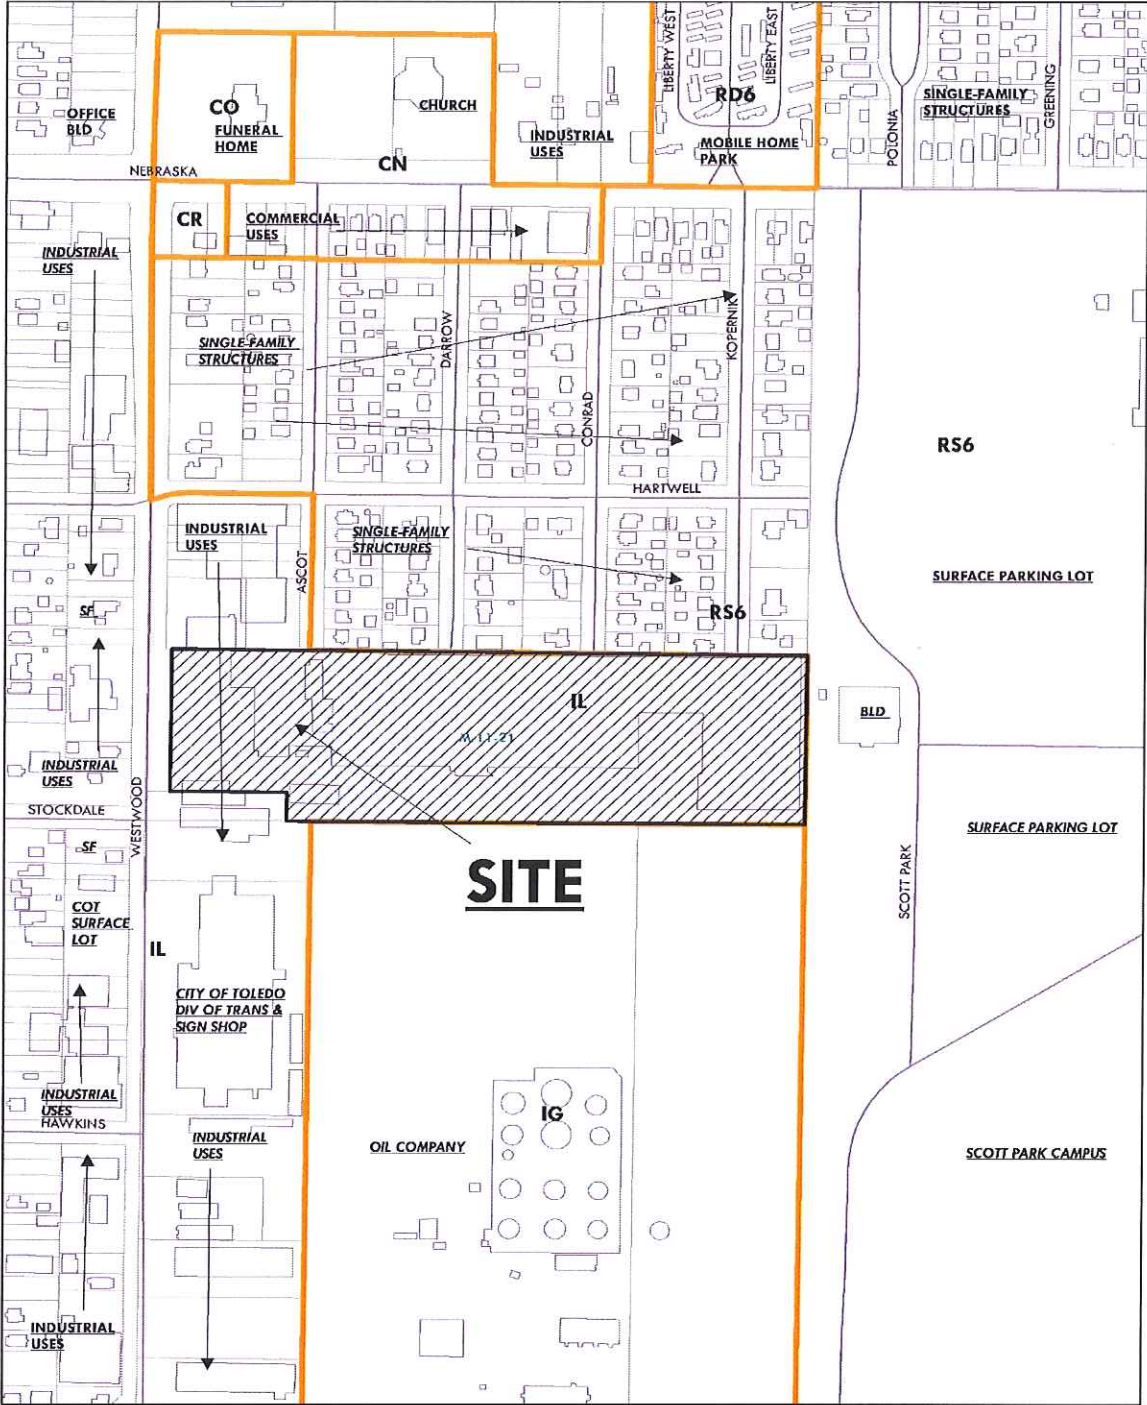 LIBERTY WEST
LIBERTY EAST
OFFICE
BLD
CO
FUNERAL
HOME
CHURCH
CN
INDUSTRIAL
USES
RD6
MOBILE HOME
PARK
POLONIA
SINGLE-FAMILY
STRUCTURES
GREENING
NEBRASKA
CR
COMMERCIAL
USES
INDUSTRIAL
USES
SINGLE-FAMILY
STRUCTURES
DARROW
CONRAD
KOPERNIK
RS6
HARTWELL
INDUSTRIAL
USES
ASCOT
SINGLE-FAMILY
STRUCTURES
SURFACE PARKING LOT
SF
RS6
IL
M-11-21
BLD
INDUSTRIAL
USES
STOCKDALE
WESTWOOD
SURFACE PARKING LOT
SF
SITE
SCOTT PARK
COT
SURFACE
LOT
IL
CITY OF TOLEDO
DIV OF TRANS &
SIGN SHOP
INDUSTRIAL
USES
HAWKINS
INDUSTRIAL
USES
OIL COMPANY
IG
SCOTT PARK CAMPUS
INDUSTRIAL
USES